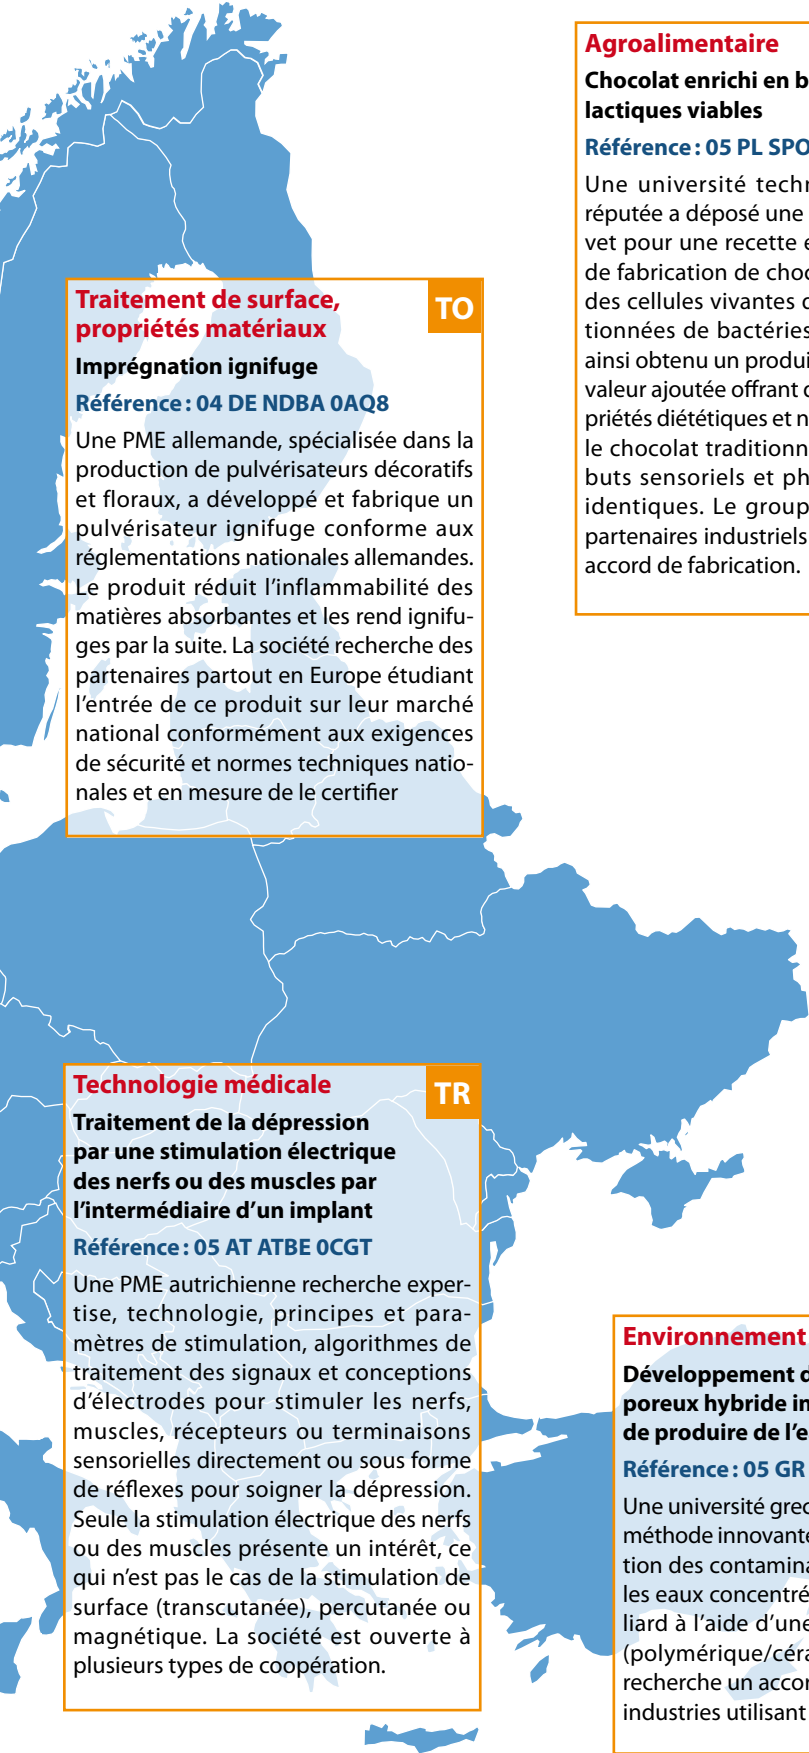 Traitement de surface,
propriétés matériaux
TO
Imprégnation ignifuge
Référence : 04 DE NDBA 0AQ8
Une PME allemande, spécialisée dans la
production de pulvérisateurs décoratifs
et floraux, a développé et fabrique un
pulvérisateur ignifuge conforme aux
réglementations nationales allemandes.
Le produit réduit l’inflammabilité des
matières absorbantes et les rend ignifu-
ges par la suite. La société recherche des
partenaires partout en Europe étudiant
l’entrée de ce produit sur leur marché
national conformément aux exigences
de sécurité et normes techniques natio-
nales et en mesure de le certifier
Technologie médicale
TR
Traitement de la dépression
par une stimulation électrique
des nerfs ou des muscles par
l’intermédiaire d’un implant
Référence : 05 AT ATBE 0CGT
Une PME autrichienne recherche exper-
tise, technologie, principes et para-
mètres de stimulation, algorithmes de
traitement des signaux et conceptions
d’électrodes pour stimuler les nerfs,
muscles, récepteurs ou terminaisons
sensorielles directement ou sous forme
de réflexes pour soigner la dépression.
Seule la stimulation électrique des nerfs
ou des muscles présente un intérêt, ce
qui n’est pas le cas de la stimulation de
surface (transcutanée), percutanée ou
magnétique. La société est ouverte à
plusieurs types de coopération.
Agroalimentaire
Chocolat enrichi en b
lactiques viables
Référence : 05 PL SPO
Une université techn
réputée a déposé une
vet pour une recette e
de fabrication de choc
des cellules vivantes
tionnées de bactéries
ainsi obtenu un produi
valeur ajoutée offrant
priétés diététiques et n
le chocolat traditionn
buts sensoriels et ph
identiques. Le group
partenaires industriels
accord de fabrication.
Environnement
Développement d
poreux hybride in
de produire de l’e
Référence : 05 GR
Une université grec
méthode innovante
tion des contamina
les eaux concentré
liard à l’aide d’une
(polymérique/céra
recherche un accor
industries utilisant